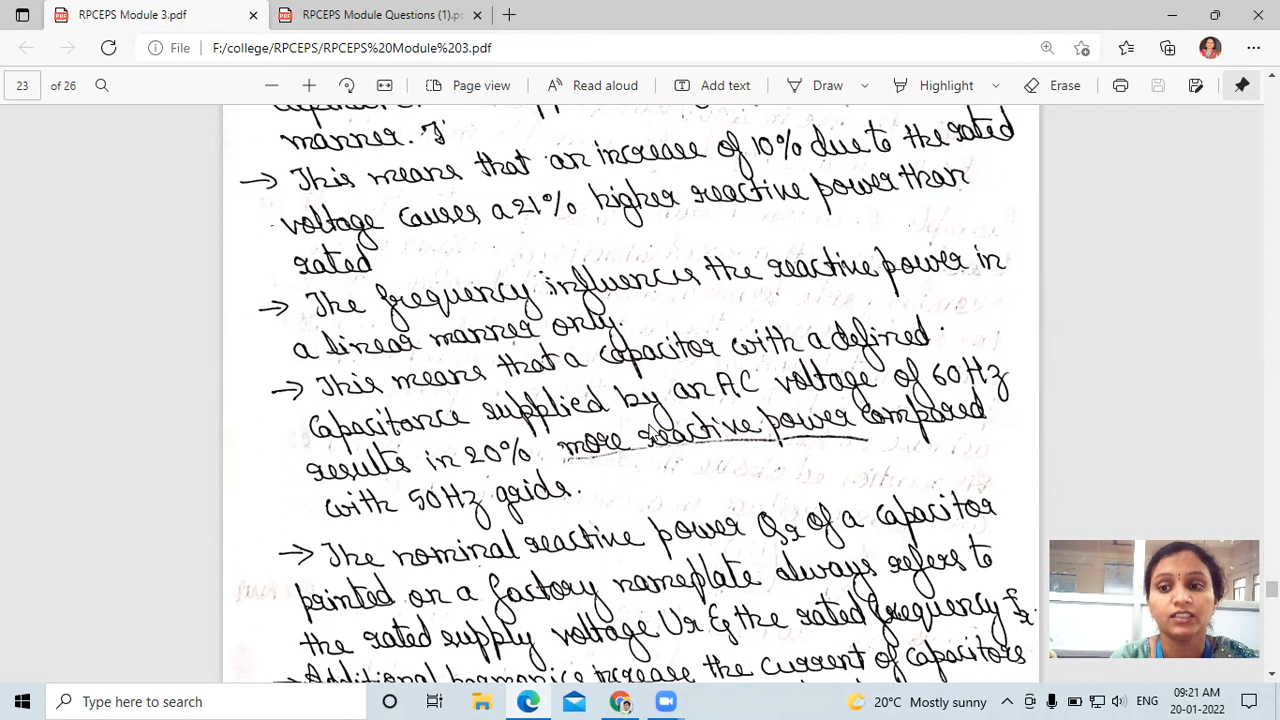 RPCEPS Module 3.pdf
RPCEPS Module Questions (1).pc
File F:/college/RPCEPS/RPCEPS%20Module%203.pdf
23 of 26 Page view Read aloud Add text Draw Highlight Erase
manner.
→ This means that an increase of 10% due to the rated
voltage causes a 21% higher reactive power than
rated
→ The frequency influences the reactive power in
a linear manner only.
→ This means that a capacitor with a defined
capacitance supplied by an AC voltage of 60Hz
results in 20% more reactive power compared
with 50Hz grids.
→ The nominal reactive power Qr of a capacitor
printed on a factory nameplate always refers to
the rated supply voltage Ur & the rated frequency fr.
→ Additional harmonics increase the current of capacitors
Type here to search
20°C Mostly sunny
ENG
09:21 AM
20-01-2022